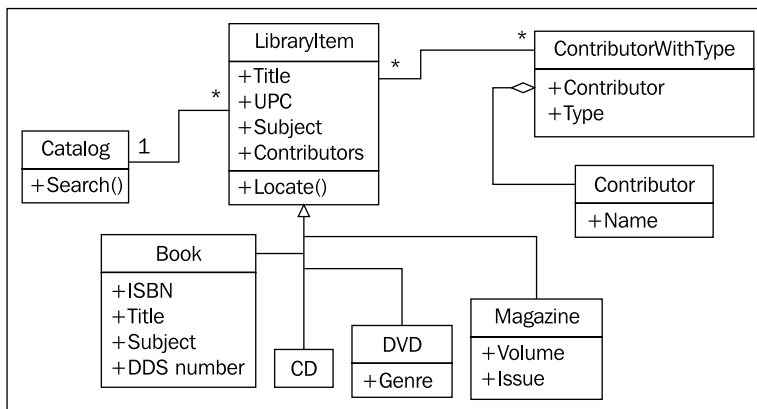 LibraryItem
+Title
+UPC
+Subject
+Contributors
+Locate()
*
*
*
1
ContributorWithType
+Contributor
+Type
Catalog
+Search()
Contributor
+Name
Book
+ISBN
+Title
+Subject
+DDS number
CD
DVD
+Genre
Magazine
+Volume
+Issue